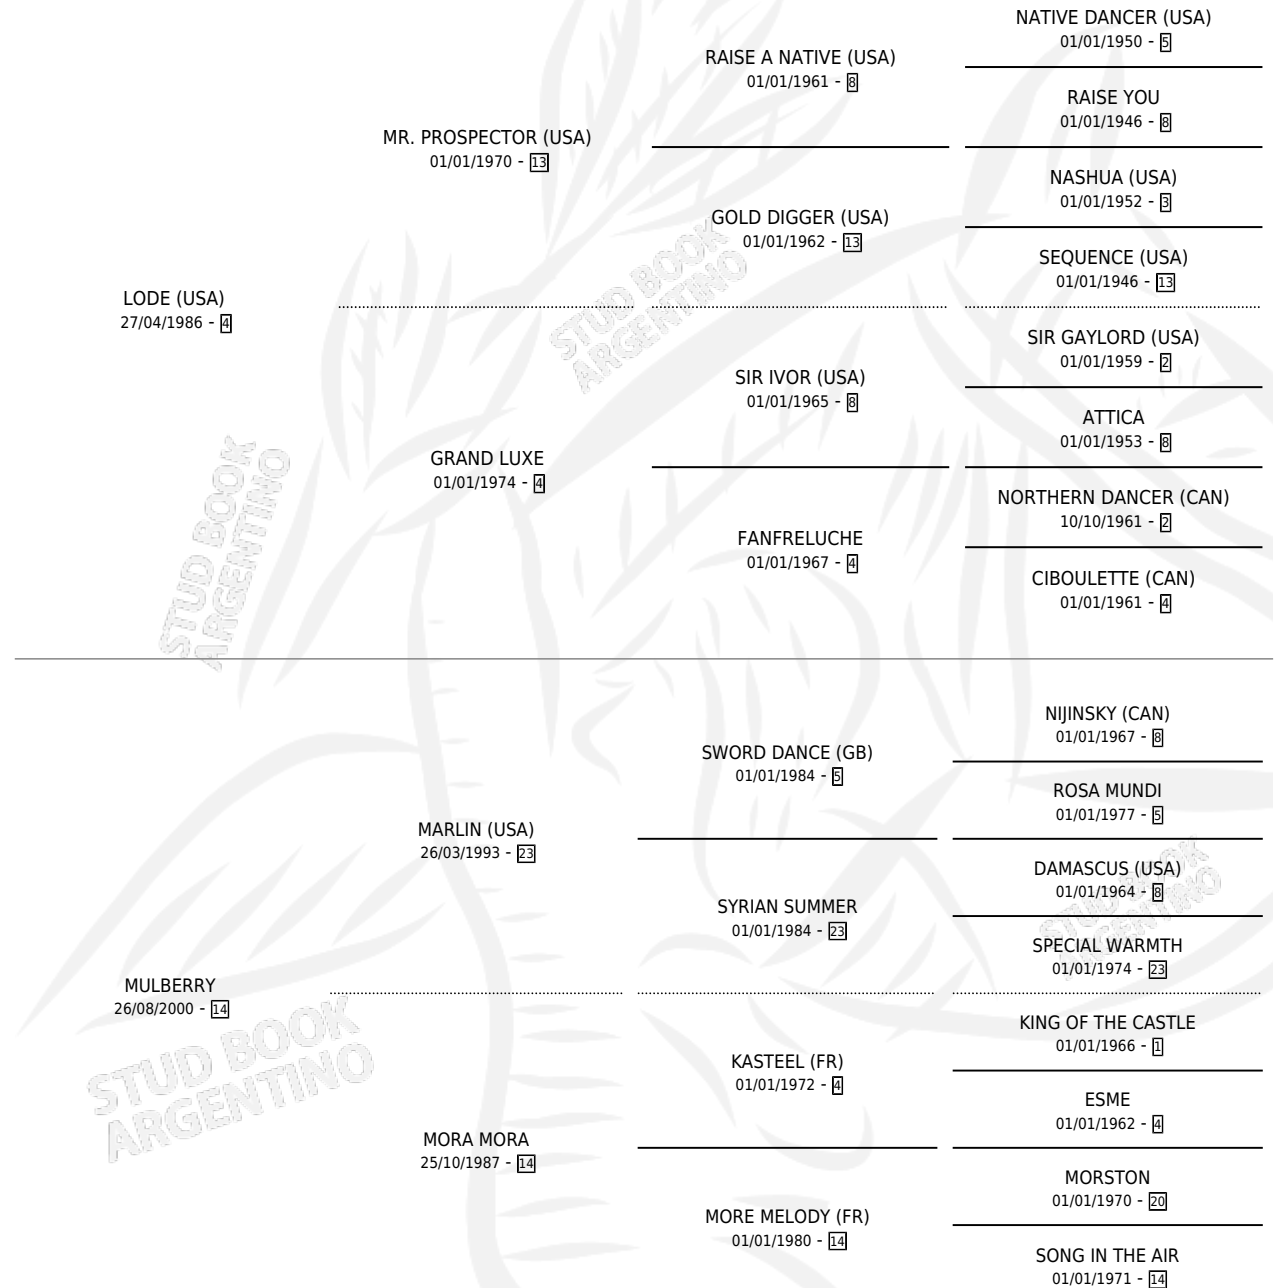 NATIVE DANCER (USA)
01/01/1950 - 5
RAISE A NATIVE (USA)
01/01/1961 - 8
RAISE YOU
01/01/1946 - 8
MR. PROSPECTOR (USA)
01/01/1970 - 13
NASHUA (USA)
01/01/1952 - 3
GOLD DIGGER (USA)
01/01/1962 - 13
SEQUENCE (USA)
01/01/1946 - 13
LODE (USA)
27/04/1986 - 4
STUD BOOK
ARGENTINO
SIR GAYLORD (USA)
01/01/1959 - 2
SIR IVOR (USA)
01/01/1965 - 8
ATTICA
01/01/1953 - 8
GRAND LUXE
01/01/1974 - 4
NORTHERN DANCER (CAN)
10/10/1961 - 2
FANFRELUCHE
01/01/1967 - 4
CIBOULETTE (CAN)
01/01/1961 - 4
STUD BOOK
ARGENTINO
NIJINSKY (CAN)
01/01/1967 - 8
SWORD DANCE (GB)
01/01/1984 - 5
ROSA MUNDI
01/01/1977 - 5
MARLIN (USA)
26/03/1993 - 23
DAMASCUS (USA)
01/01/1964 - 8
SYRIAN SUMMER
01/01/1984 - 23
STUD BOOK
ARGENTINO
SPECIAL WARMTH
01/01/1974 - 23
MULBERRY
26/08/2000 - 14
KING OF THE CASTLE
01/01/1966 - 1
KASTEEL (FR)
01/01/1972 - 4
STUD BOOK
ARGENTINO
ESME
01/01/1962 - 4
MORA MORA
25/10/1987 - 14
MORSTON
01/01/1970 - 20
MORE MELODY (FR)
01/01/1980 - 14
SONG IN THE AIR
01/01/1971 - 14